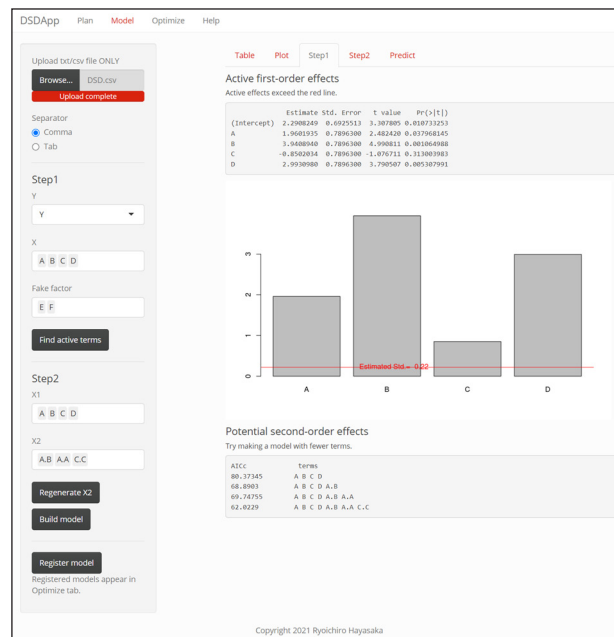 DSDApp Plan Model Optimize Help
Upload txt/csv file ONLY
Browse... DSD.csv
Upload complete
Separator
Comma
Tab
Step1
Y
Y
X
A B C D
Fake factor
E F
Find active terms
Step2
X1
A B C D
X2
A.B A.A C.C
Regenerate X2
Build model
Register model
Registered models appear in
Optimize tab.
Table Plot Step1 Step2 Predict
Active first-order effects
Active effects exceed the red line.
Estimate Std. Error t value Pr(>|t|)
(Intercept) 2.2908249 0.6925513 3.307805 0.010733253
A 1.9601935 0.7896300 2.482420 0.037968145
B 3.9408940 0.7896300 4.990811 0.001064988
C -0.8502034 0.7896300 -1.076711 0.313003983
D 2.9930980 0.7896300 3.790507 0.005307991
3
2
1
0
Estimated Std.= 0.22
A B C D
Potential second-order effects
Try making a model with fewer terms.
AICc terms
80.37345 A B C D
68.8903 A B C D A.B
69.74755 A B C D A.B A.A
62.0229 A B C D A.B A.A C.C
Copyright 2021 Ryoichiro Hayasaka